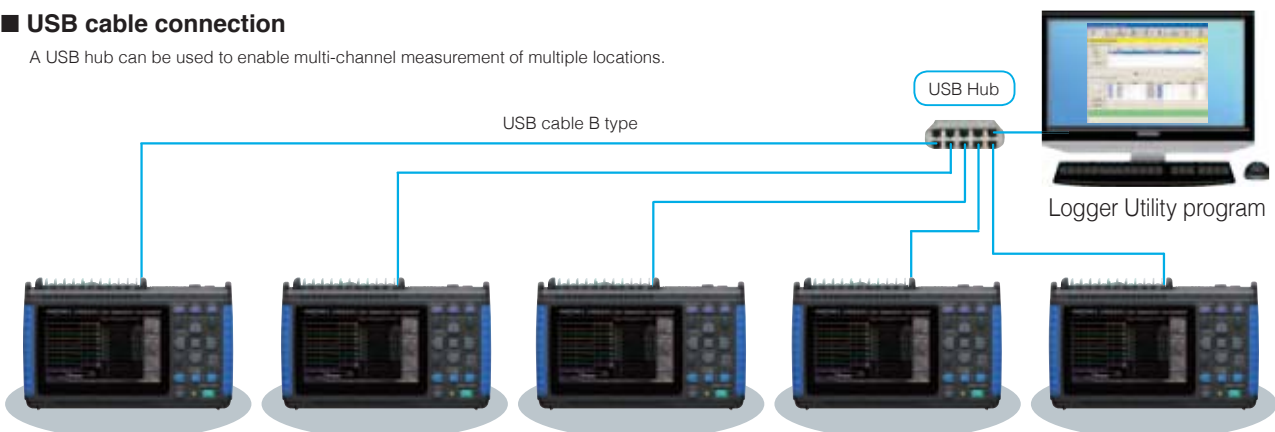 ■ USB cable connection
A USB hub can be used to enable multi-channel measurement of multiple locations.
USB Hub
USB cable B type
Logger Utility program